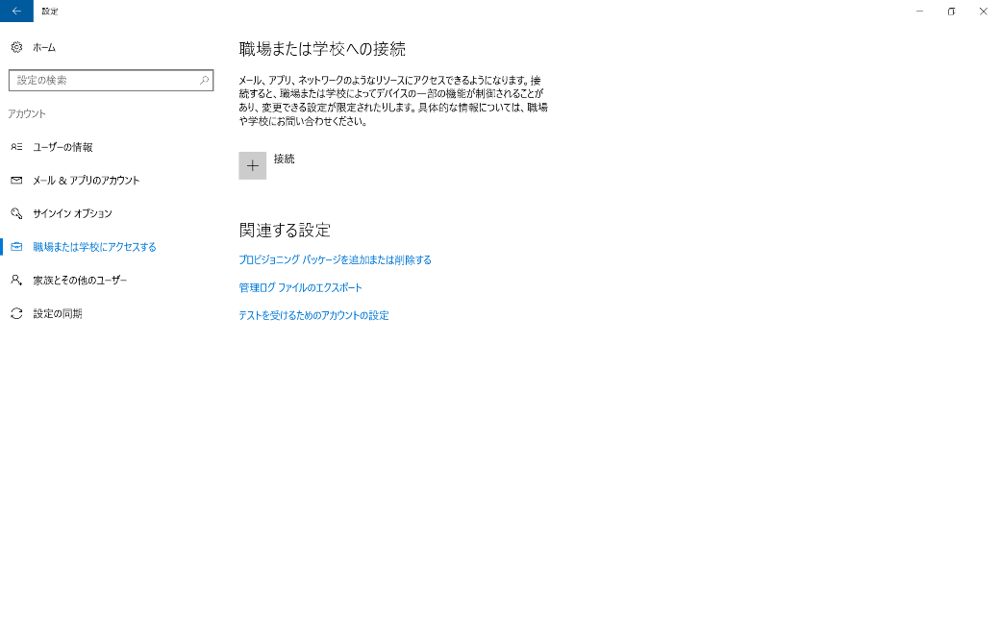 設定
ホーム
設定の検索
アカウント
ユーザーの情報
メール & アプリのアカウント
サインイン オプション
職場または学校にアクセスする
家族とその他のユーザー
設定の同期
職場または学校への接続
メール、アプリ、ネットワークのようなリソースにアクセスできるようになります。接
続すると、職場または学校によってデバイスの一部の機能が制御されることが
あり、変更できる設定が限定されたりします。具体的な情報については、職場
や学校にお問い合わせください。
接続
関連する設定
プロビジョニング パッケージを追加または削除する
管理ログ ファイルのエクスポート
テストを受けるためのアカウントの設定